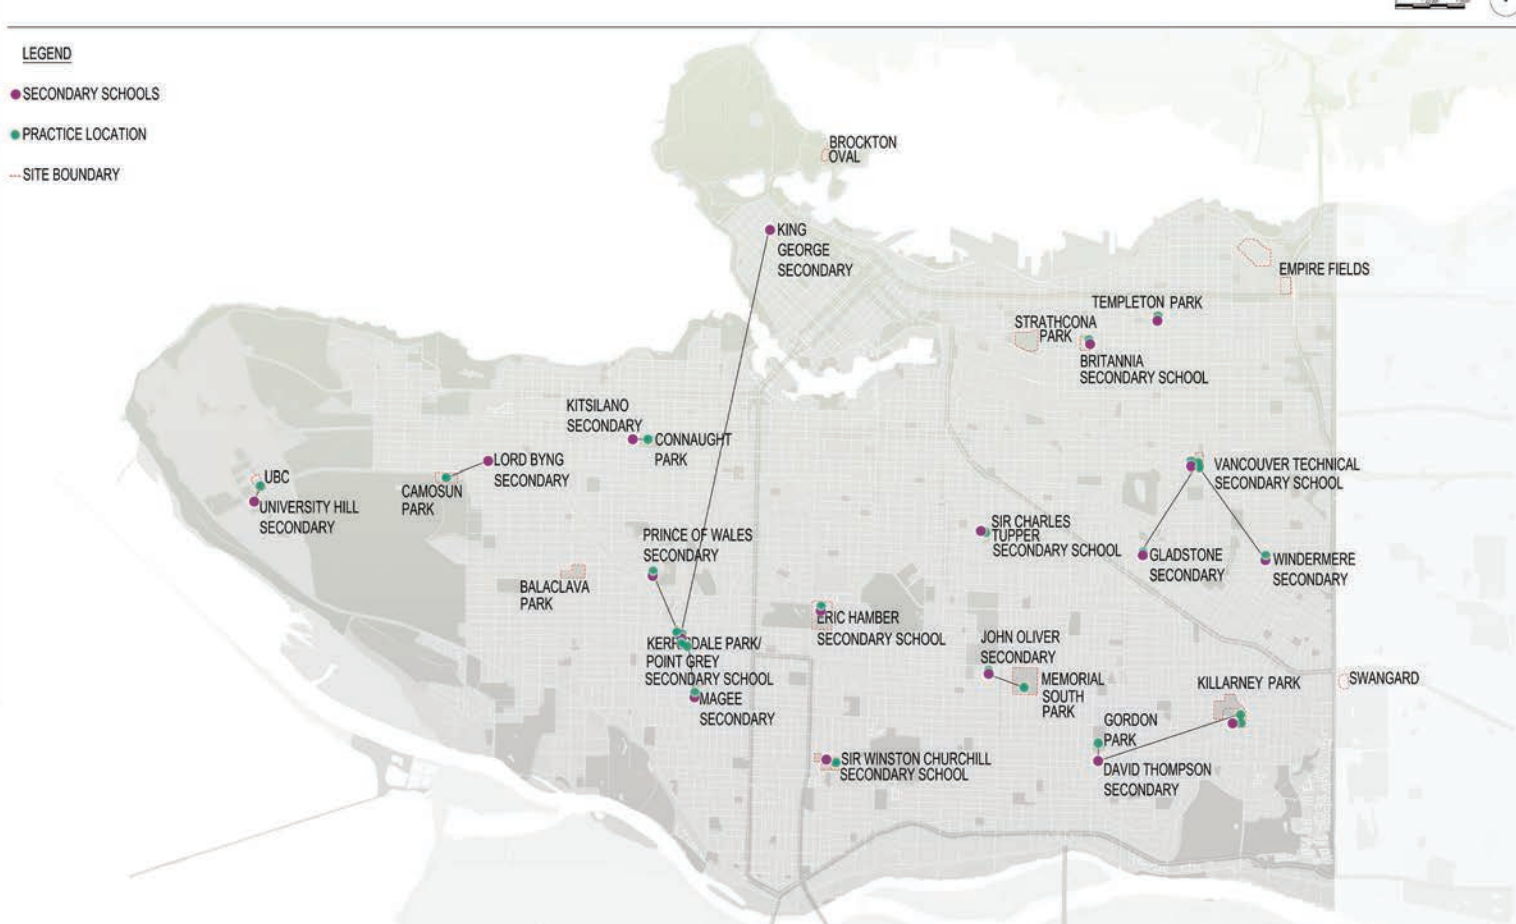 LEGEND
SECONDARY SCHOOLS
PRACTICE LOCATION
SITE BOUNDARY
BROCKTON
OVAL
KING
GEORGE
SECONDARY
EMPIRE FIELDS
TEMPLETON PARK
STRATHCONA
PARK
BRITANNIA
SECONDARY SCHOOL
KITSILANO
SECONDARY
CONNAUGHT
PARK
LORD BYNG
SECONDARY
CAMOSUN
PARK
UBC
UNIVERSITY HILL
SECONDARY
VANCOUVER TECHNICAL
SECONDARY SCHOOL
PRINCE OF WALES
SECONDARY
SIR CHARLES
TUPPER
SECONDARY SCHOOL
GLADSTONE
SECONDARY
WINDERMERE
SECONDARY
BALACLAVA
PARK
ERIC HAMBER
SECONDARY SCHOOL
KERRISDALE PARK/
POINT GREY
SECONDARY SCHOOL
JOHN OLIVER
SECONDARY
MEMORIAL
SOUTH
PARK
KILLARNEY PARK
SWANGARD
MAGEE
SECONDARY
GORDON
PARK
SIR WINSTON CHURCHILL
SECONDARY SCHOOL
DAVID THOMPSON
SECONDARY